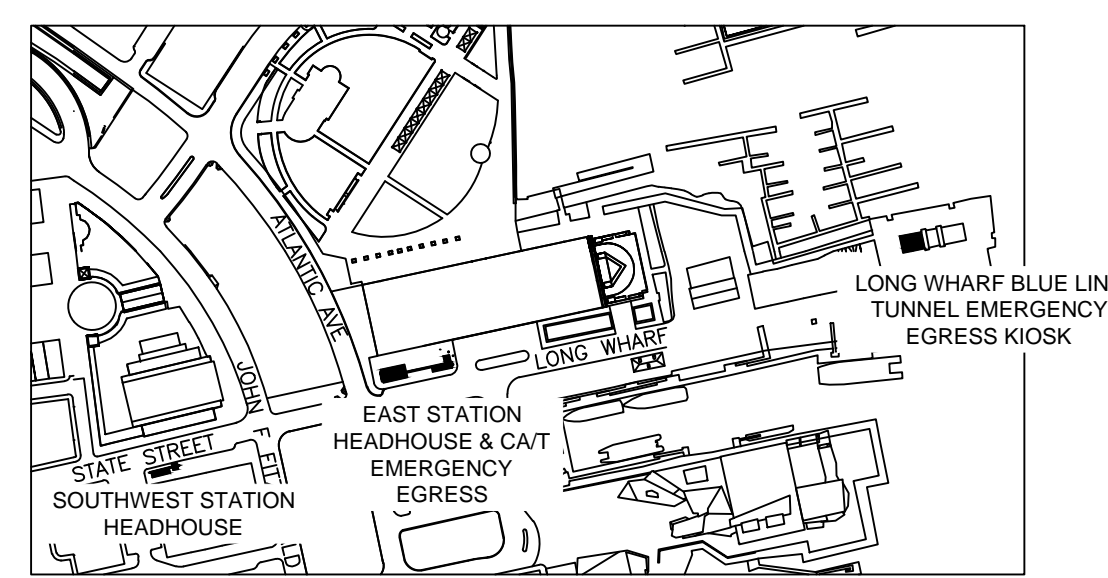 ATLANTIC AVE
LONG WHARF BLUE LIN
TUNNEL EMERGENCY
EGRESS KIOSK
LONG WHARF
JOHN F FIT
EAST STATION
HEADHOUSE & CA/T
EMERGENCY
EGRESS
STATE STREET
SOUTHWEST STATION
HEADHOUSE